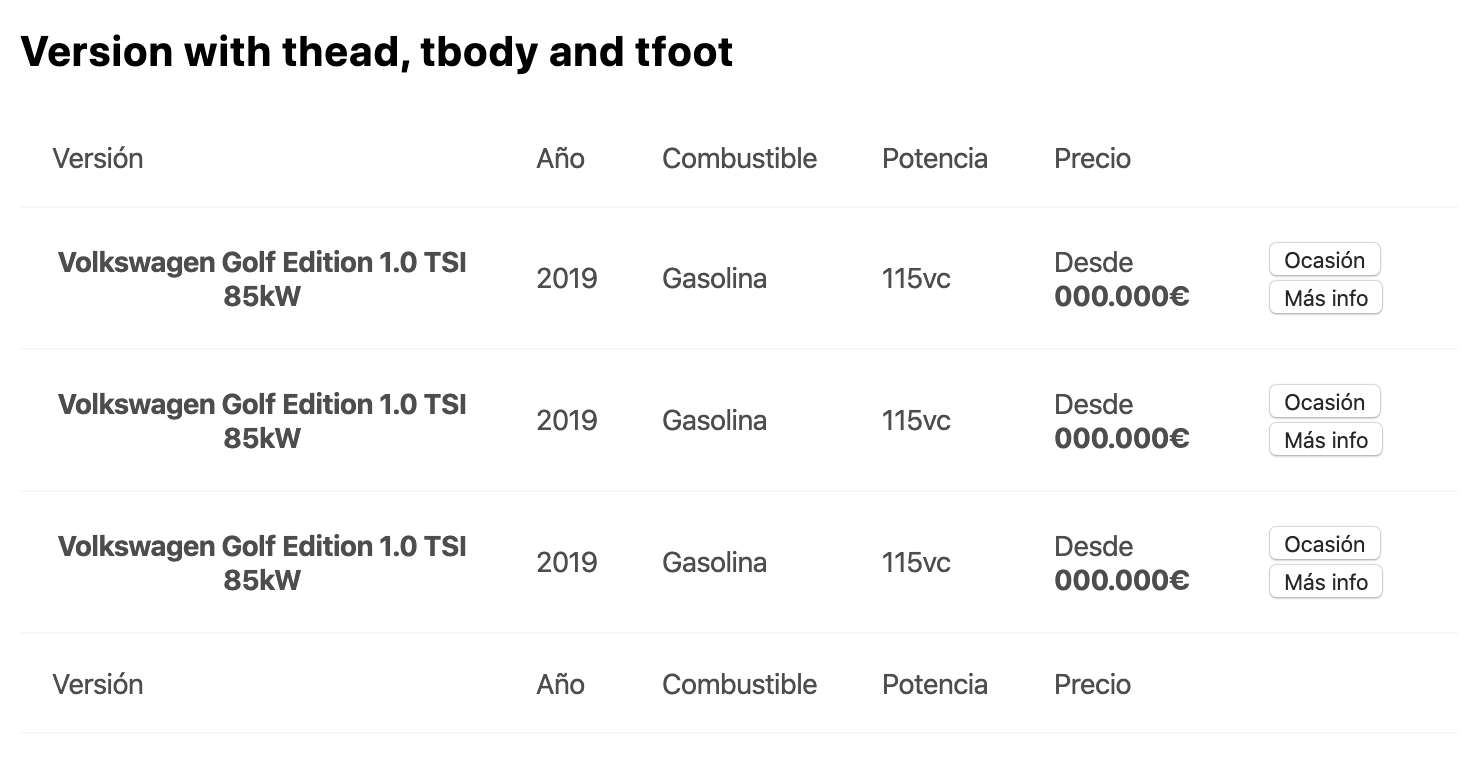 Version with thead, tbody and tfoot
Versión Año Combustible Potencia Precio
Volkswagen Golf Edition 1.0 TSI 85kW 2019 Gasolina 115vc Desde 000.000€ Ocasión Más info
Volkswagen Golf Edition 1.0 TSI 85kW 2019 Gasolina 115vc Desde 000.000€ Ocasión Más info
Volkswagen Golf Edition 1.0 TSI 85kW 2019 Gasolina 115vc Desde 000.000€ Ocasión Más info
Versión Año Combustible Potencia Precio